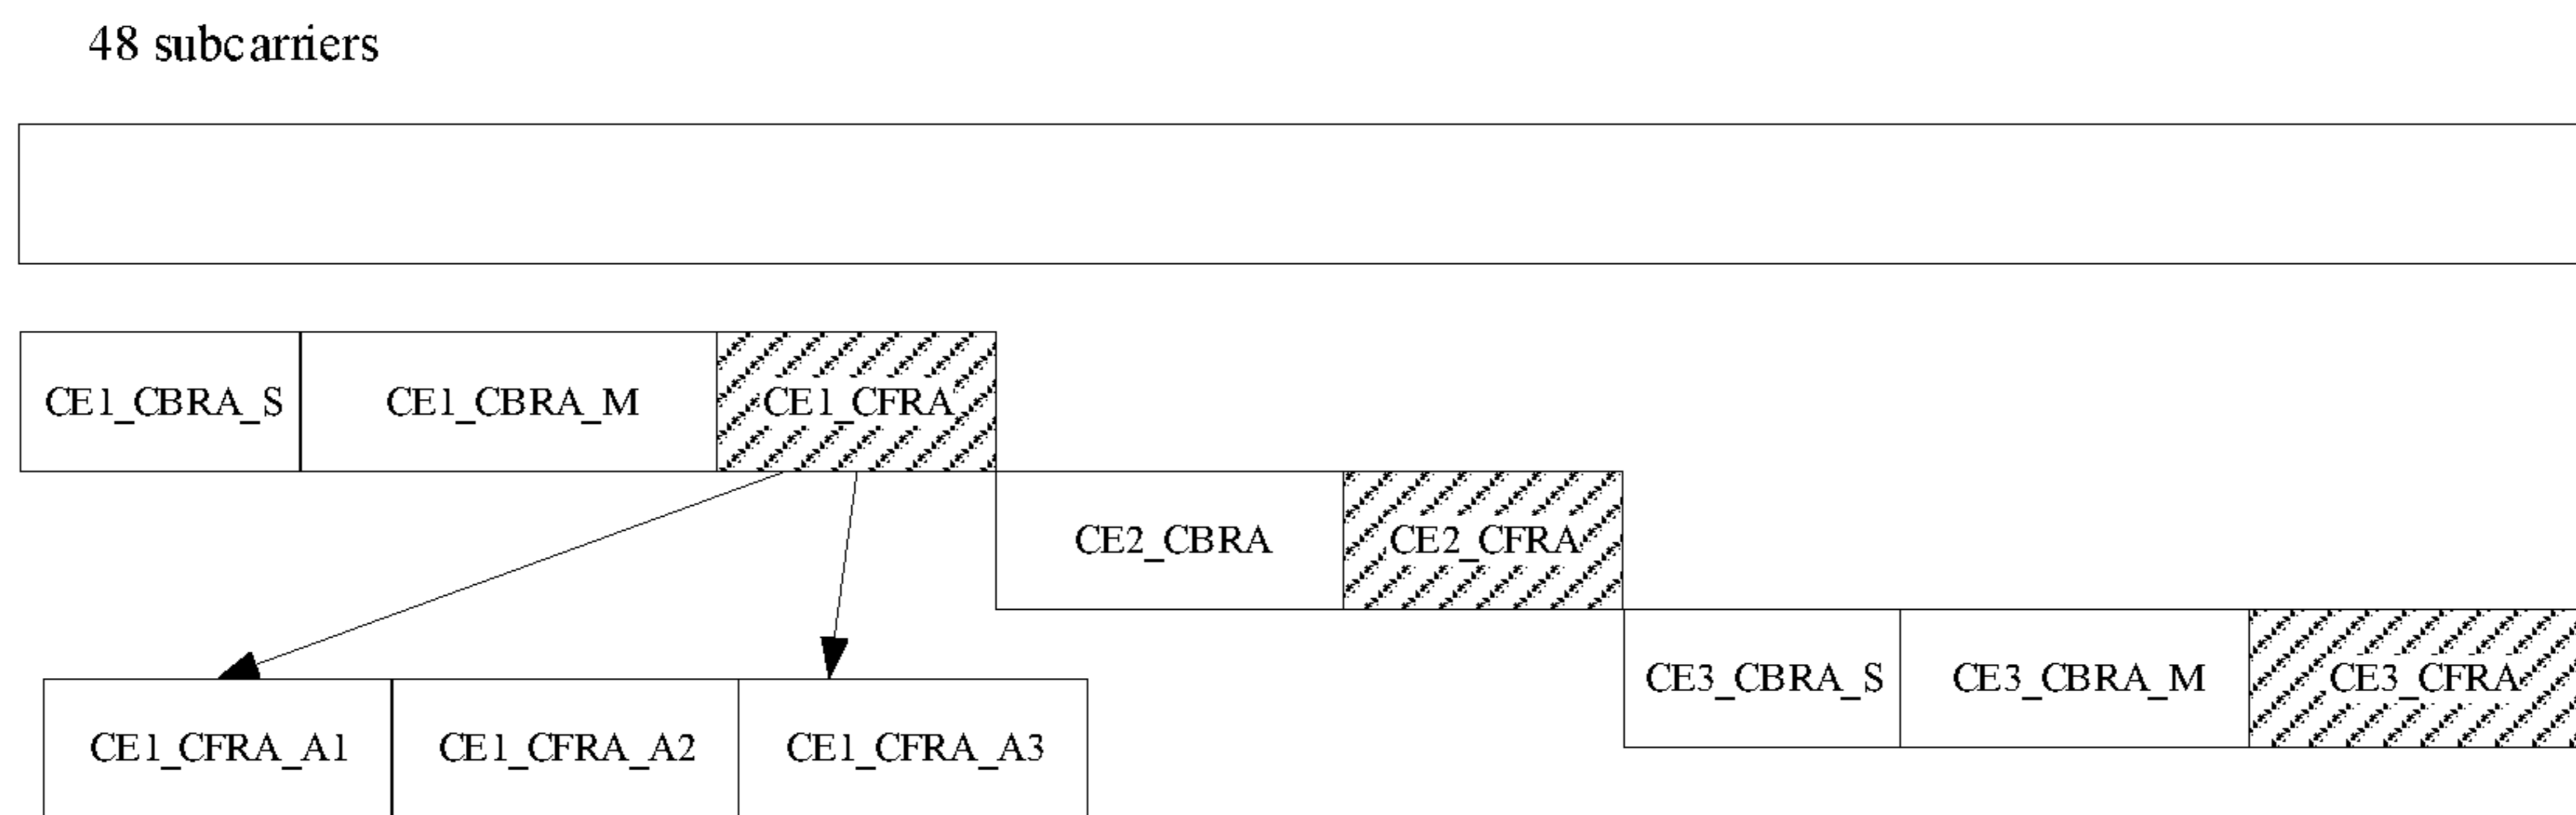 48 subcarriers
CE1_CBRA_S CE1_CBRA_M CE1_CFRA
CE2_CBRA CE2_CFRA
CE3_CBRA_S CE3_CBRA_M CE3_CFRA
CE1_CFRA_A1 CE1_CFRA_A2 CE1_CFRA_A3